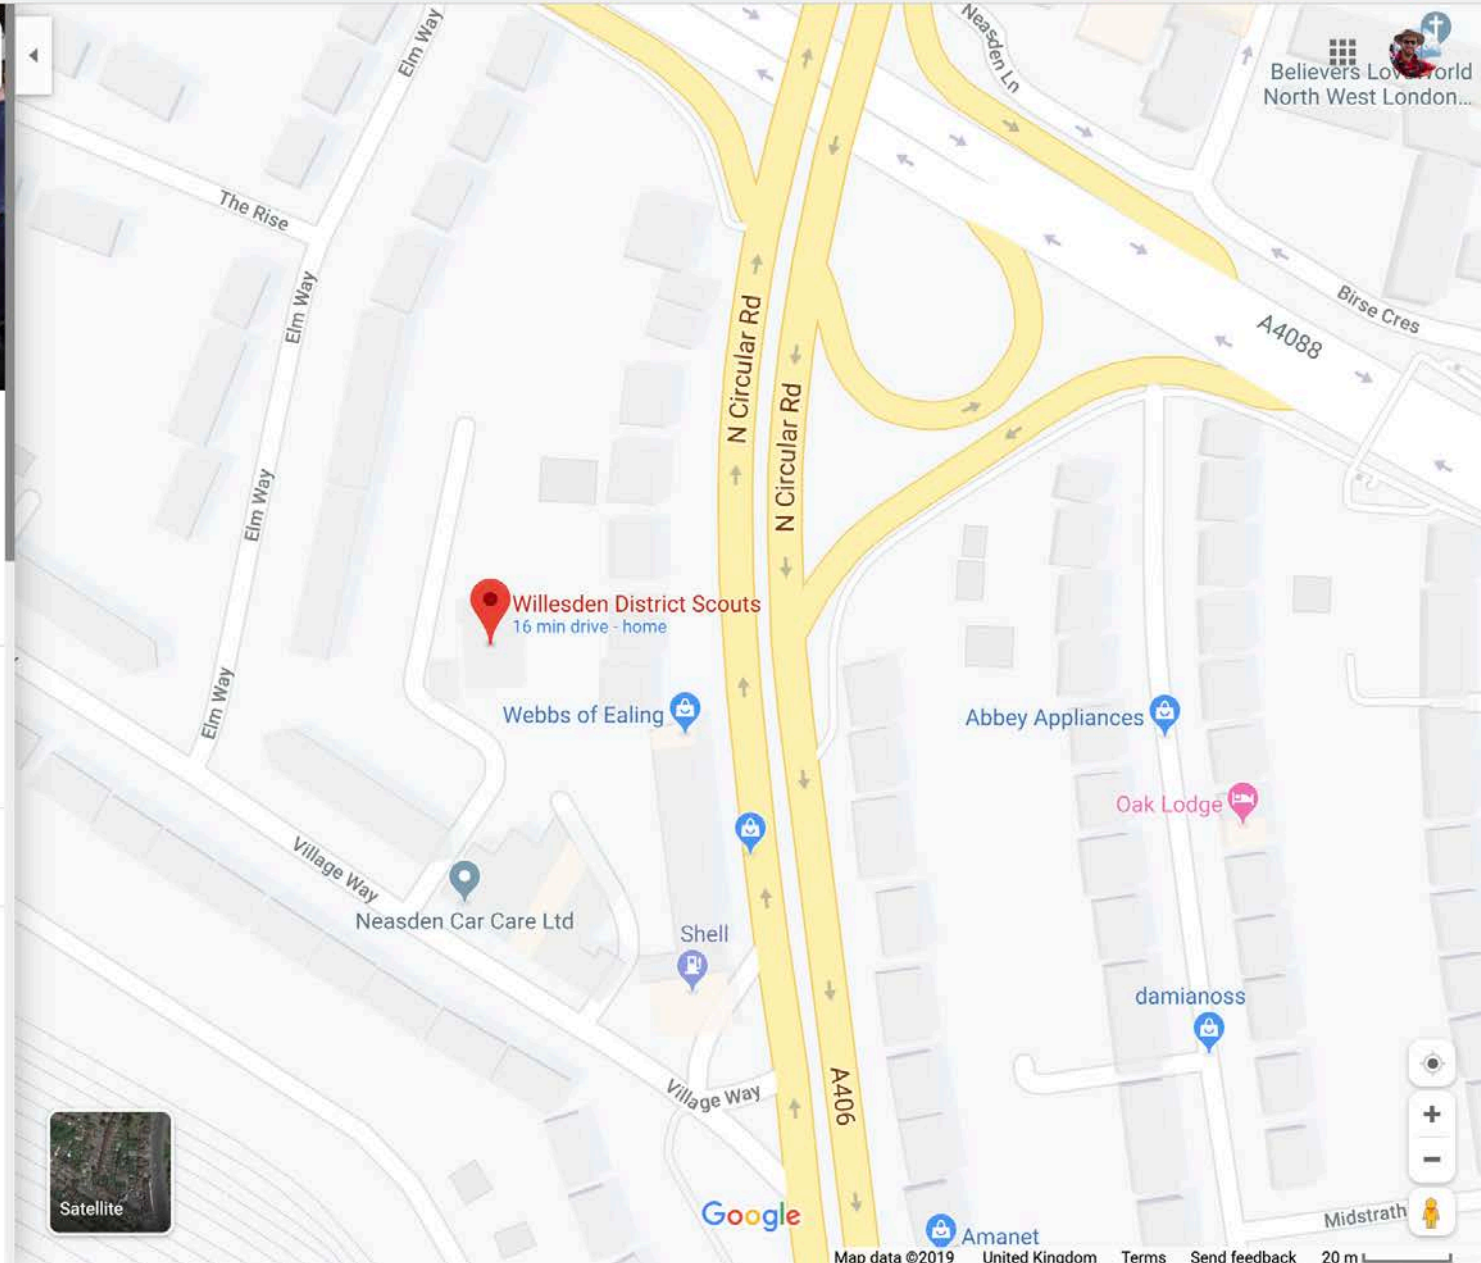 Elm Way
Neasden Ln
Believers Lov
orld
North West London...
The Rise
Elm Way
N Circular Rd
Birse Cres
A4088
N Circular Rd
Elm Way
Willesden District Scouts
16 min drive - home
Elm Way
Webbs of Ealing
Abbey Appliances
Oak Lodge
Village Way
Neasden Car Care Ltd
Shell
damianoss
Village Way
A406
Satellite
Google
Midstrath
Amanet
Map data ©2019 United Kingdom Terms Send feedback 20 m